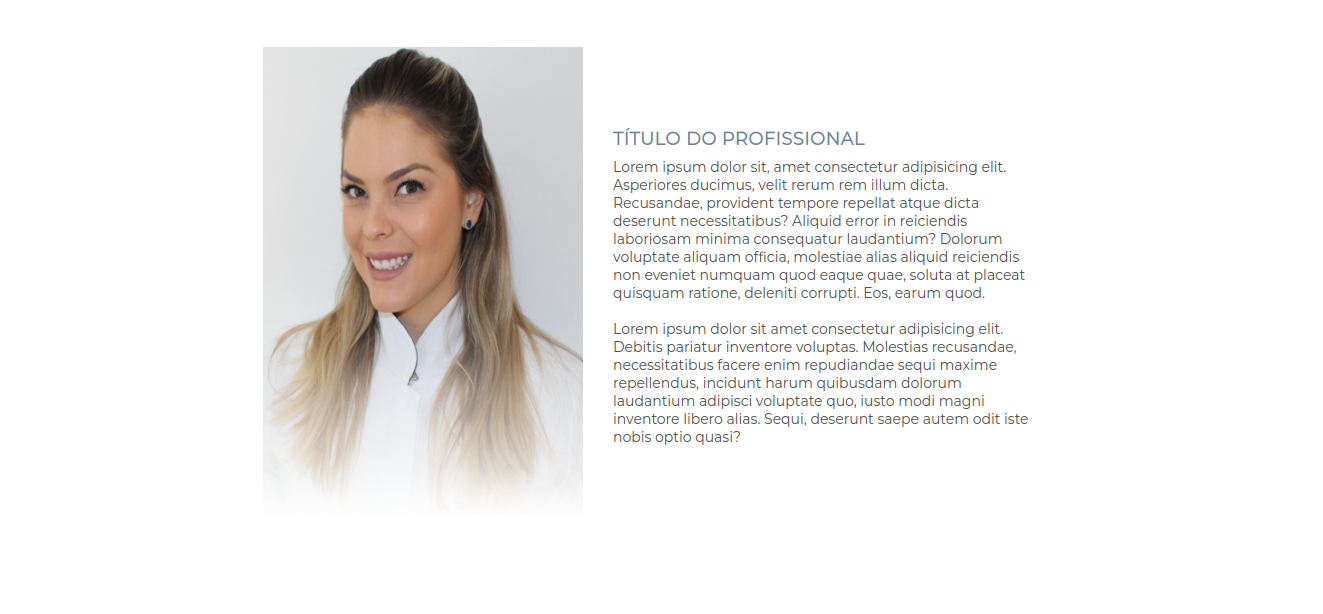 TÍTULO DO PROFISSIONAL
Lorem ipsum dolor sit, amet consectetur adipisicing elit.
Asperiores ducimus, velit rerum rem illum dicta.
Recusandae, provident tempore repellat atque dicta
deserunt necessitatibus? Aliquid error in reiciendis
laboriosam minima consequatur laudantium? Dolorum
voluptate aliquam officia, molestiae alias aliquid reiciendis
non eveniet numquam quod eaque quae, soluta at placeat
quisquam ratione, deleniti corrupti. Eos, earum quod.
Lorem ipsum dolor sit amet consectetur adipisicing elit.
Debitis pariatur inventore voluptas. Molestias recusandae,
necessitatibus facere enim repudiandae sequi maxime
repellendus, incidunt harum quibusdam dolorum
laudantium adipisci voluptate quo, iusto modi magni
inventore libero alias. Sequi, deserunt saepe autem odit iste
nobis optio quasi?